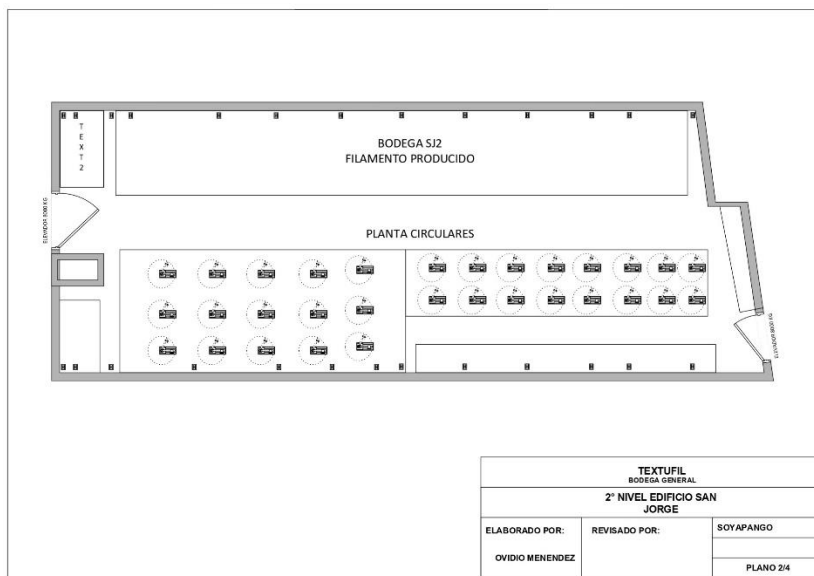 T
E
X
T
2
BODEGA SJ2
FILAMENTO PRODUCIDO
PLANTA CIRCULARES
TEXTUFIL
BODEGA GENERAL
2° NIVEL EDIFICIO SAN
JORGE
ELABORADO POR:
REVISADO POR:
SOYAPANGO
OVIDIO MENENDEZ
PLANO 2/4